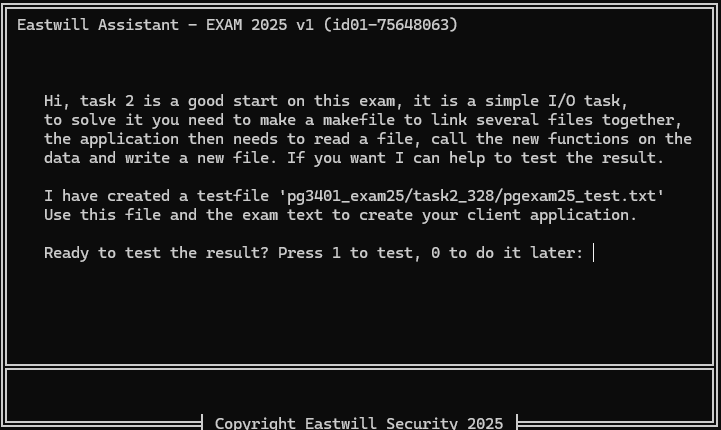 Eastwill Assistant - EXAM 2025 v1 (id01-75648063)
Hi, task 2 is a good start on this exam, it is a simple I/O task,
to solve it you need to make a makefile to link several files together,
the application then needs to read a file, call the new functions on the
data and write a new file. If you want I can help to test the result.
I have created a testfile 'pg3401_exam25/task2_328/pgexam25_test.txt'
Use this file and the exam text to create your client application.
Ready to test the result? Press 1 to test, 0 to do it later:
Copyright Eastwill Security 2025